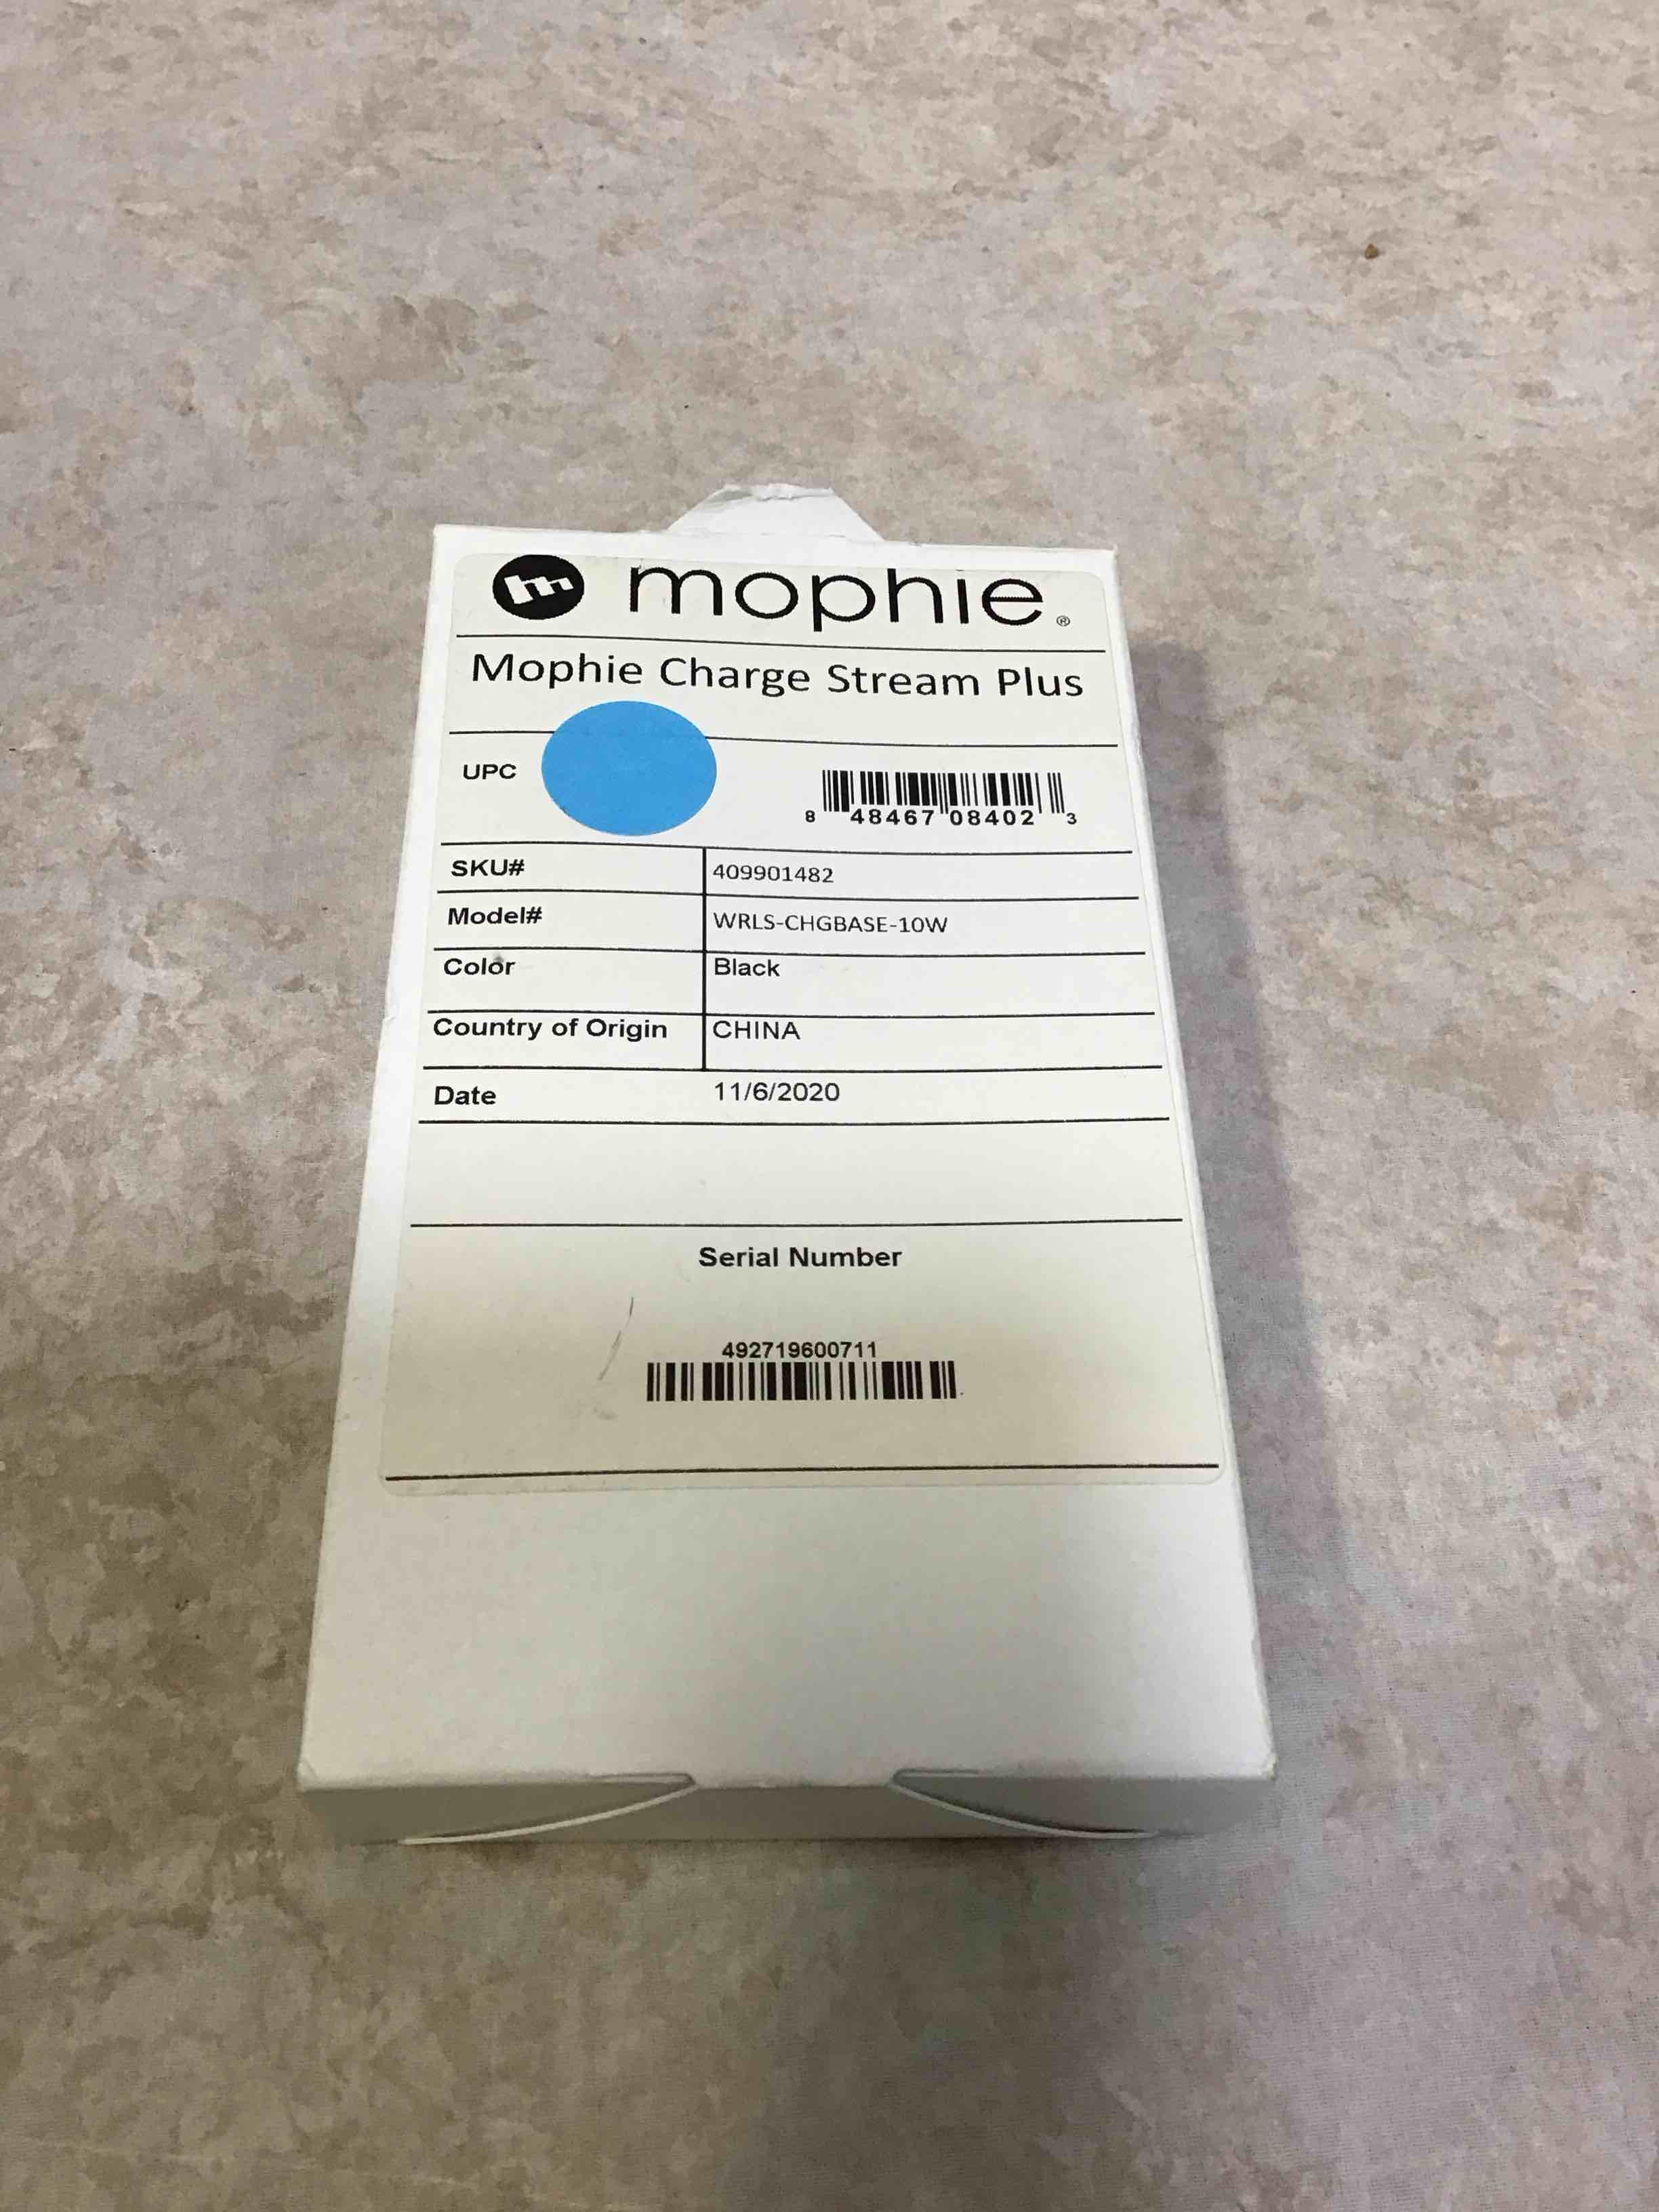 m mophie®
Mophie Charge Stream Plus
UPC
8 48467 08402 3
SKU# 409901482
Model# WRLS-CHGBASE-10W
Color Black
Country of Origin CHINA
Date 11/6/2020
Serial Number
492719600711